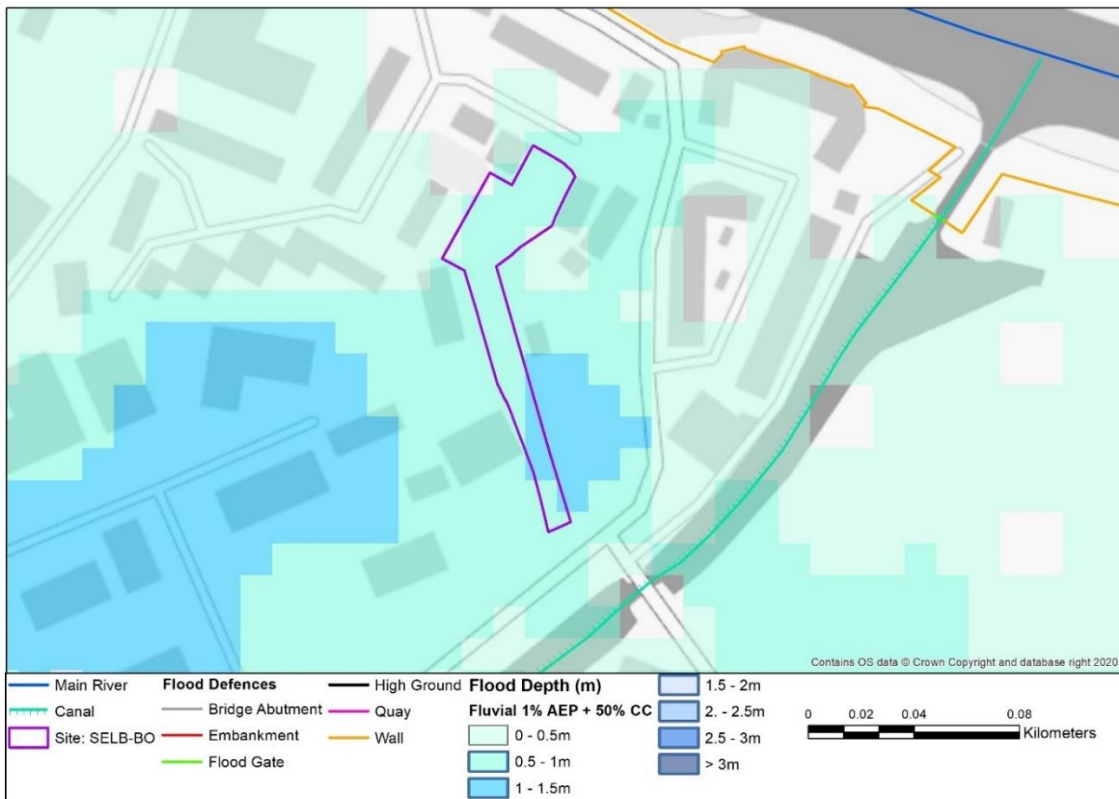 Contains OS data © Crown Copyright and database right 2020
Main River
Canal
Site: SELB-BO
Flood Defences
Bridge Abutment
Embankment
Flood Gate
High Ground
Quay
Wall
Flood Depth (m)
Fluvial 1% AEP + 50% CC
0 - 0.5m
0.5 - 1m
1 - 1.5m
1.5 - 2m
2. - 2.5m
2.5 - 3m
> 3m
0 0.02 0.04 0.08
Kilometers